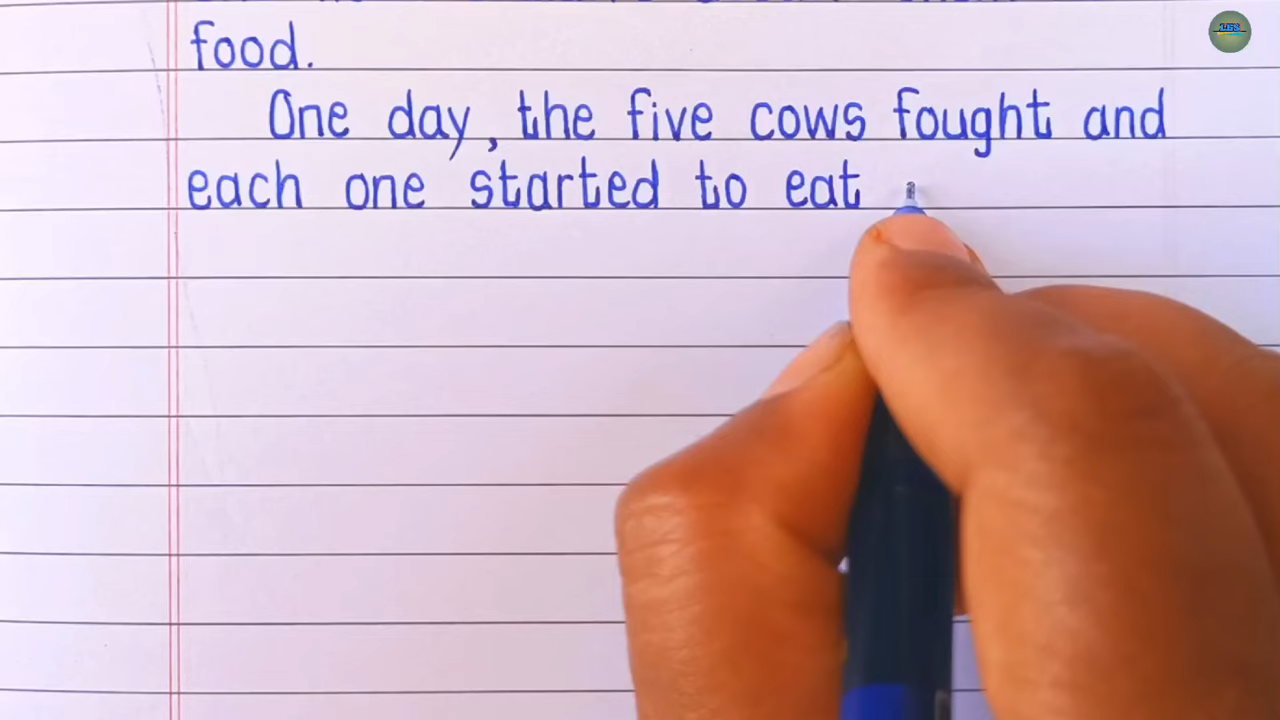 food.
One day, the five cows fought and
each one started to eat